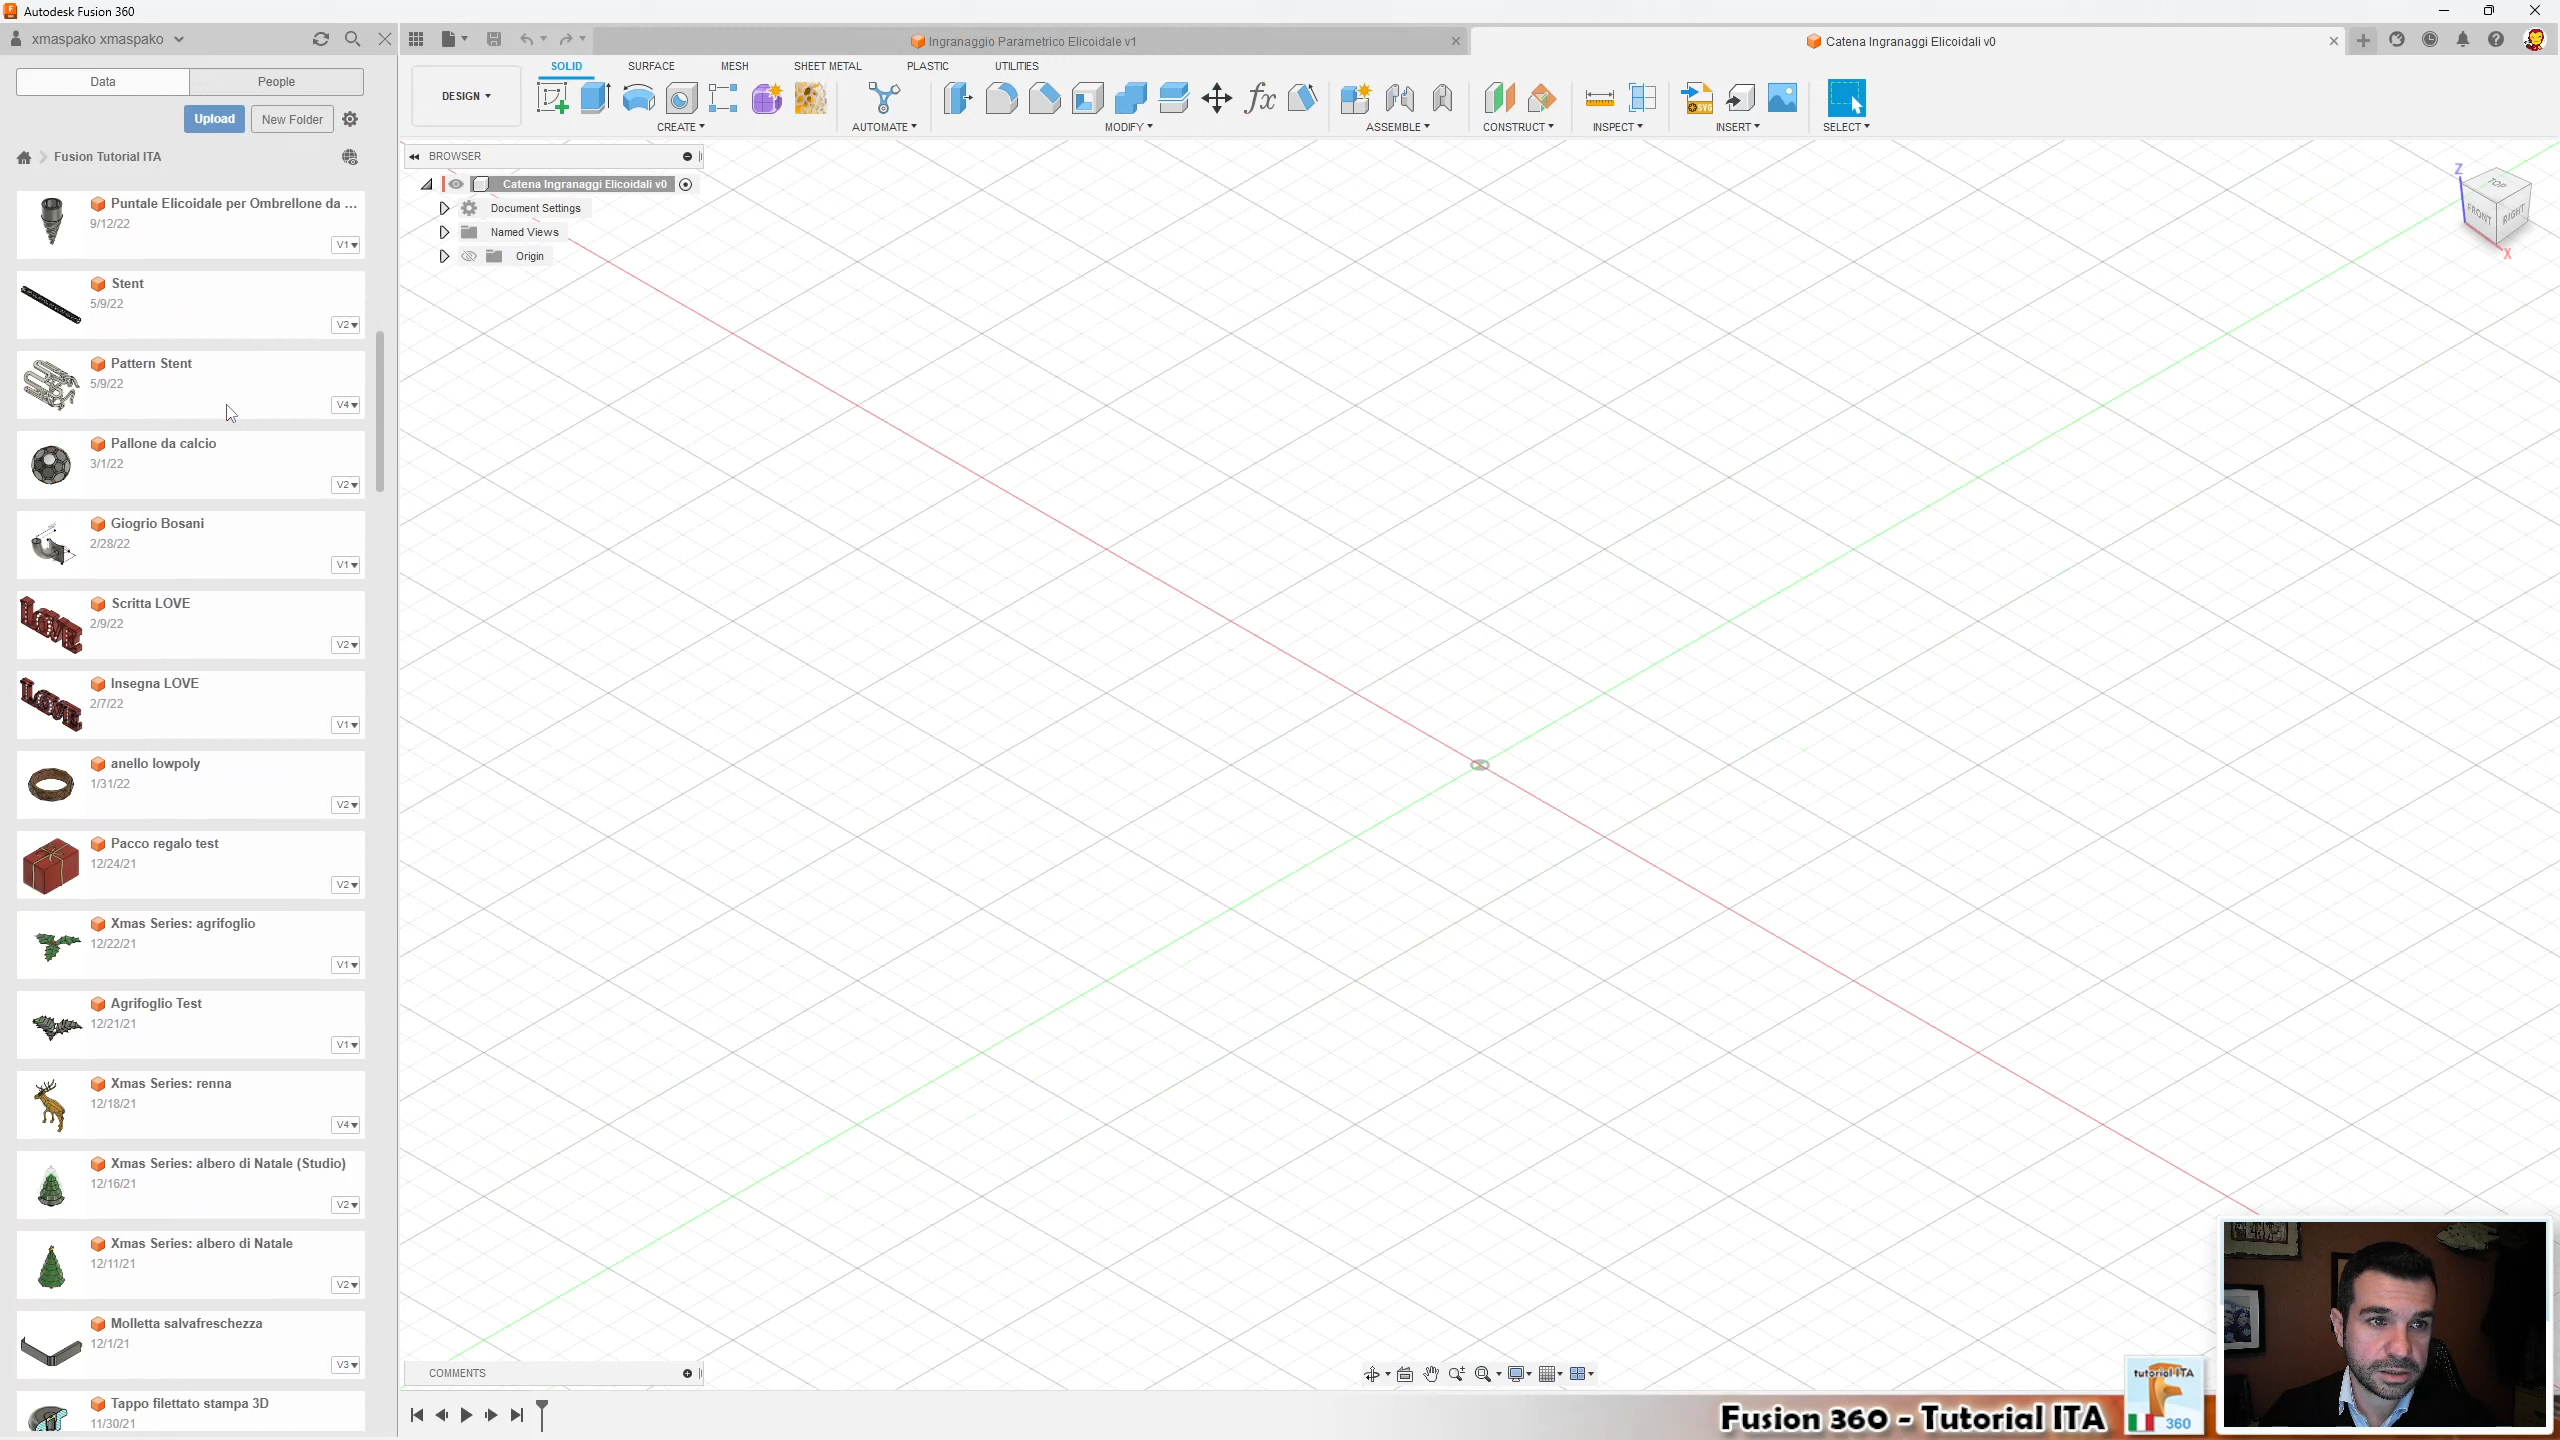 Autodesk Fusion 360
xmaspako xmaspako
Ingranaggio Parametrico Elicoidale v1
Catena Ingranaggi Elicoidali v0
Data
People
Upload
New Folder
Fusion Tutorial ITA
DESIGN
SOLID
SURFACE
MESH
SHEET METAL
PLASTIC
UTILITIES
CREATE
AUTOMATE
MODIFY
ASSEMBLE
CONSTRUCT
INSPECT
INSERT
SELECT
fx
SVG
BROWSER
Catena Ingranaggi Elicoidali v0
Document Settings
Named Views
Origin
Z
TOP
FRONT
RIGHT
X
Puntale Elicoidale per Ombrellone da ...
9/12/22
V1
Stent
5/9/22
V2
Pattern Stent
5/9/22
V4
Pallone da calcio
3/1/22
V2
Giogrio Bosani
2/28/22
V1
Scritta LOVE
2/9/22
V2
Insegna LOVE
2/7/22
V1
anello lowpoly
1/31/22
V2
Pacco regalo test
12/24/21
V2
Xmas Series: agrifoglio
12/22/21
V1
Agrifoglio Test
12/21/21
V1
Xmas Series: renna
12/18/21
V4
Xmas Series: albero di Natale (Studio)
12/16/21
V2
Xmas Series: albero di Natale
12/11/21
V2
Molletta salvafreschezza
12/1/21
V3
Tappo filettato stampa 3D
11/30/21
COMMENTS
Fusion 360 - Tutorial ITA
tutorial ITA
360